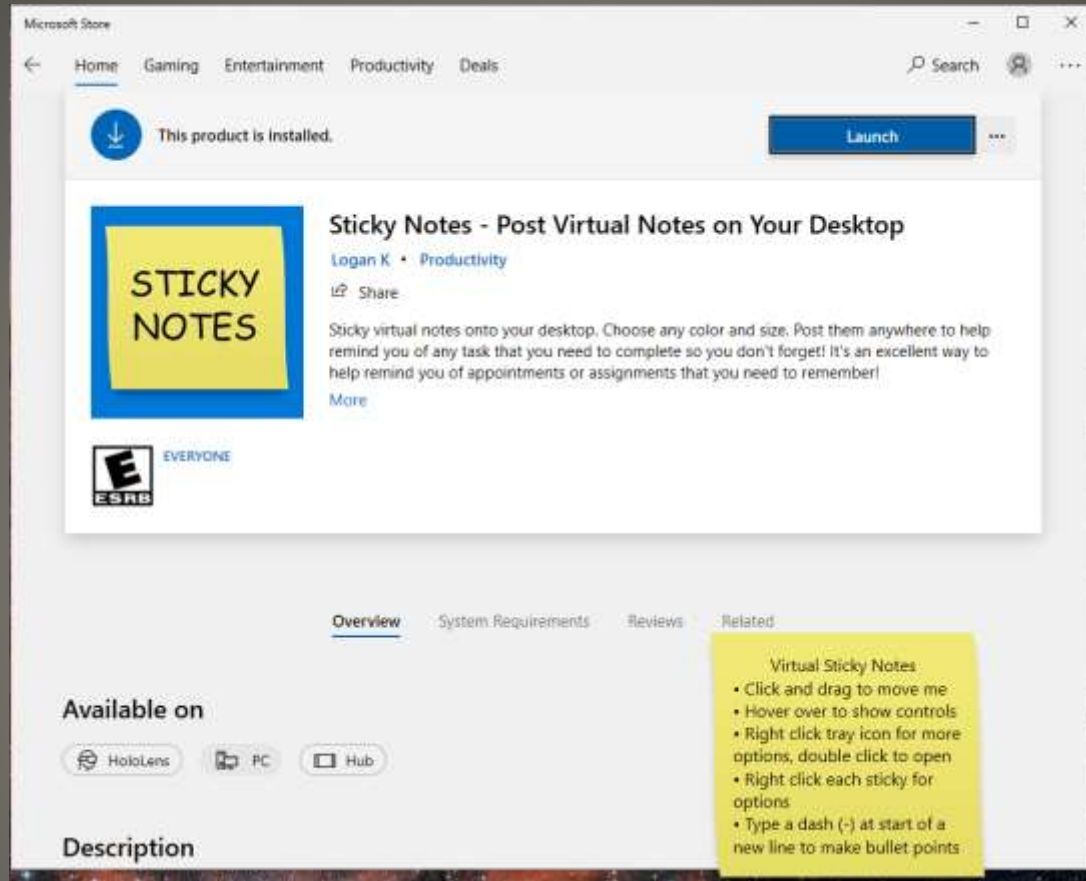 Microsoft Store
Home Gaming Entertainment Productivity Deals Search
This product is installed. Launch
STICKY
NOTES
Sticky Notes - Post Virtual Notes on Your Desktop
Logan K • Productivity
Share
Sticky virtual notes onto your desktop. Choose any color and size. Post them anywhere to help
remind you of any task that you need to complete so you don't forget! It's an excellent way to
help remind you of appointments or assignments that you need to remember!
More
E
ESRB
EVERYONE
Overview System Requirements Reviews Related
Available on
HoloLens PC Hub
Description
Virtual Sticky Notes
• Click and drag to move me
• Hover over to show controls
• Right click tray icon for more
options, double click to open
• Right click each sticky for
options
• Type a dash (-) at start of a
new line to make bullet points